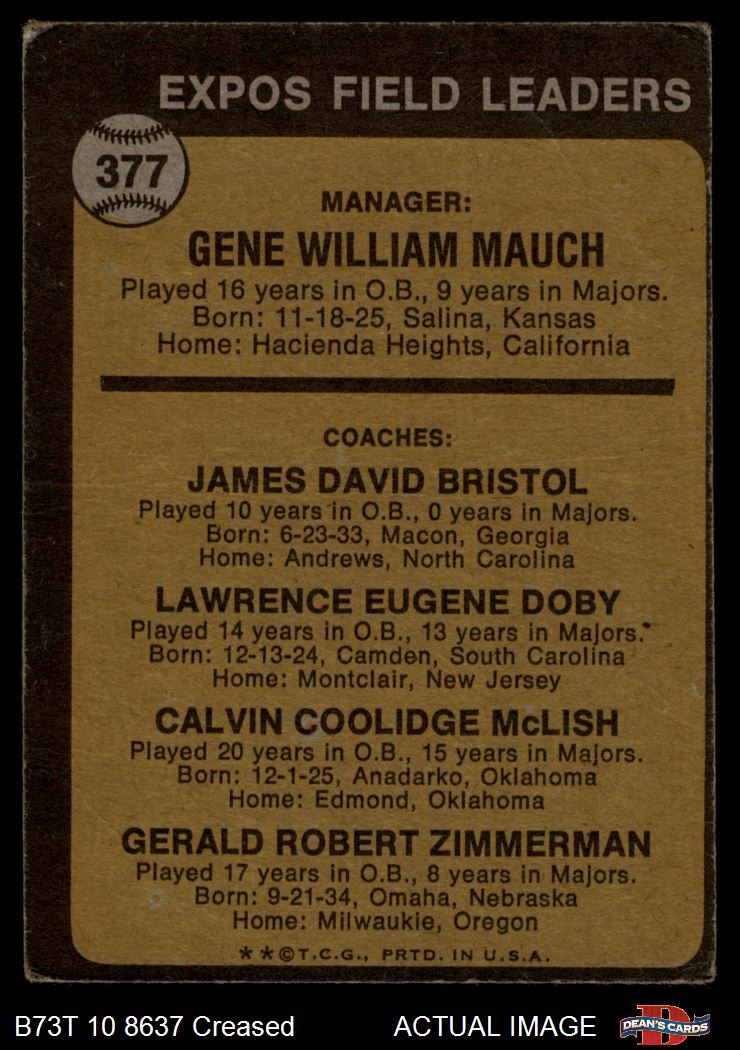 EXPOS FIELD LEADERS
377
MANAGER:
GENE WILLIAM MAUCH
Played 16 years in O.B., 9 years in Majors.
Born: 11-18-25, Salina, Kansas
Home: Hacienda Heights, California
COACHES:
JAMES DAVID BRISTOL
Played 10 years in O.B., 0 years in Majors.
Born: 6-23-33, Macon, Georgia
Home: Andrews, North Carolina
LAWRENCE EUGENE DOBY
Played 14 years in O.B., 13 years in Majors.
Born: 12-13-24, Camden, South Carolina
Home: Montclair, New Jersey
CALVIN COOLIDGE McLISH
Played 20 years in O.B., 15 years in Majors.
Born: 12-1-25, Anadarko, Oklahoma
Home: Edmond, Oklahoma
GERALD ROBERT ZIMMERMAN
Played 17 years in O.B., 8 years in Majors.
Born: 9-21-34, Omaha, Nebraska
Home: Milwaukie, Oregon
**©T.C.G., PRTD. IN U.S.A.
B73T 10 8637 Creased
ACTUAL IMAGE
D
DEAN'S CARDS